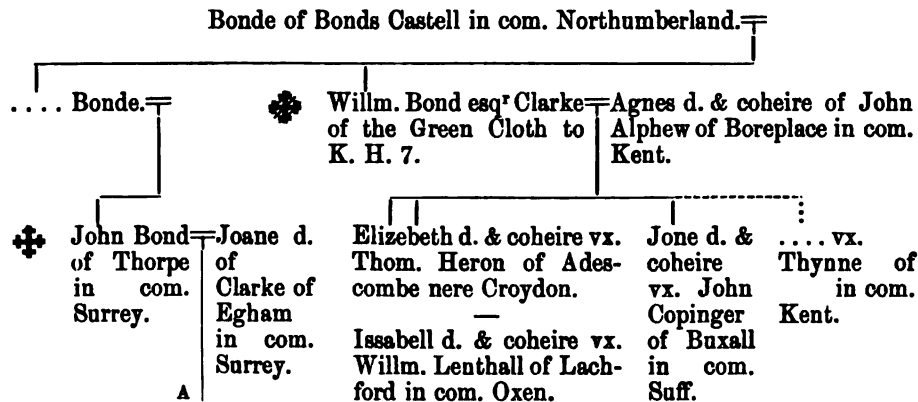 Bonde of Bonds Castell in com. Northumberland.
.... Bonde.
Willm. Bond esqʳ Clarke
of the Green Cloth to
K. H. 7.
Agnes d. & coheire of John
Alphew of Boreplace in com.
Kent.
John Bond
of Thorpe
in com.
Surrey.
Joane d.
of
Clarke of
Egham
in com.
Surrey.
Elizebeth d. & coheire vx.
Thom. Heron of Ades-
combe nere Croydon.
—
Issabell d. & coheire vx.
Willm. Lenthall of Lach-
ford in com. Oxen.
Jone d. &
coheire
vx. John
Copinger
of Buxall
in com.
Suff.
.... vx.
Thynne of
in com.
Kent.
A